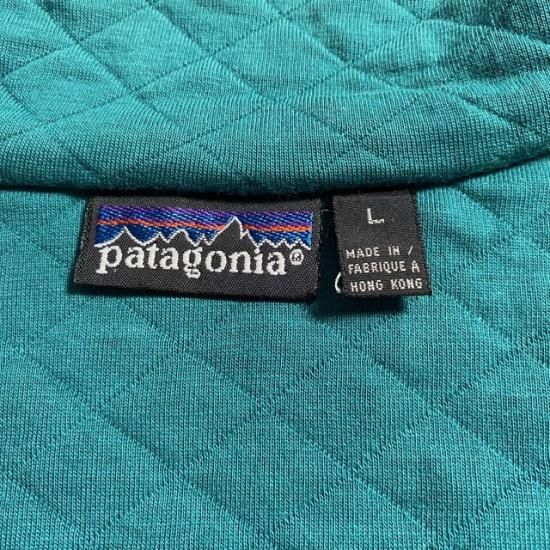 patagonia®
L
MADE IN /
FABRIQUE À
HONG KONG